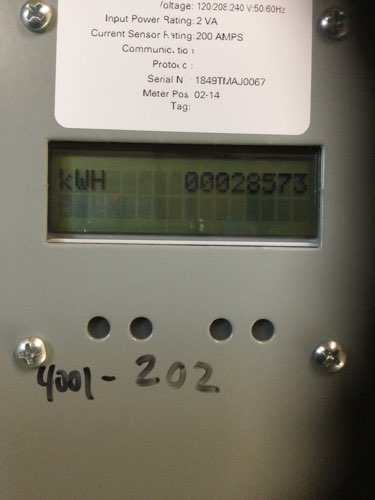 Voltage: 120/208-240 V:50/60Hz
Input Power Rating: 2 VA
Current Sensor Rating: 200 AMPS
Serial N 1849TMAJ0067
Meter Pos 02-14
Tag:
kWH 00028573
4001-202